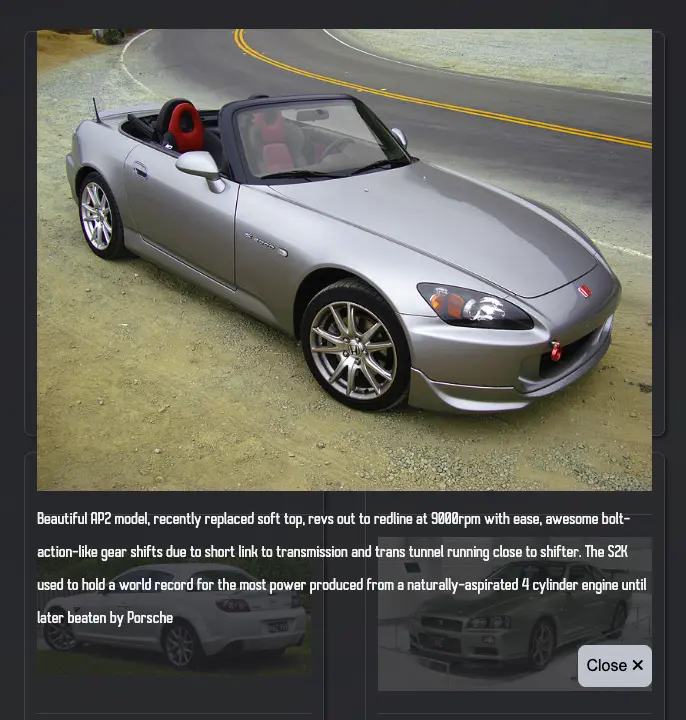 Beautiful AP2 model, recently replaced soft top, revs out to redline at 9000rpm with ease, awesome bolt-
action-like gear shifts due to short link to transmission and trans tunnel running close to shifter. The S2K
used to hold a world record for the most power produced from a naturally-aspirated 4 cylinder engine until
later beaten by Porsche
Close ✕